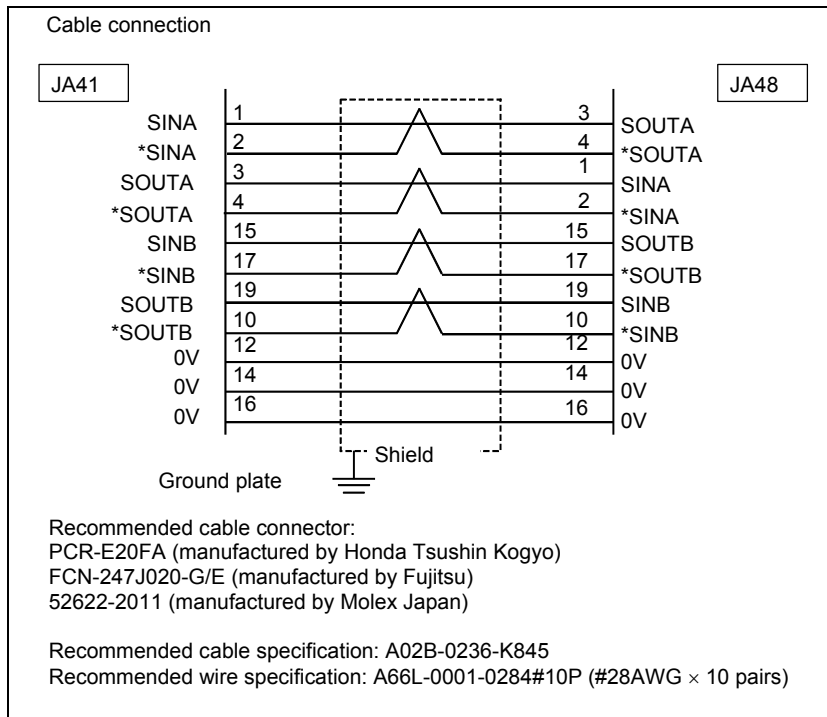 Cable connection
JA41 JA48
SINA 1 3 SOUTA
*SINA 2 4 *SOUTA
SOUTA 3 1 SINA
*SOUTA 4 2 *SINA
SINB 15 15 SOUTB
*SINB 17 17 *SOUTB
SOUTB 19 19 SINB
*SOUTB 10 10 *SINB
0V 12 12 0V
0V 14 14 0V
0V 16 16 0V
Shield
Ground plate
Recommended cable connector:
PCR-E20FA (manufactured by Honda Tsushin Kogyo)
FCN-247J020-G/E (manufactured by Fujitsu)
52622-2011 (manufactured by Molex Japan)
Recommended cable specification: A02B-0236-K845
Recommended wire specification: A66L-0001-0284#10P (#28AWG × 10 pairs)